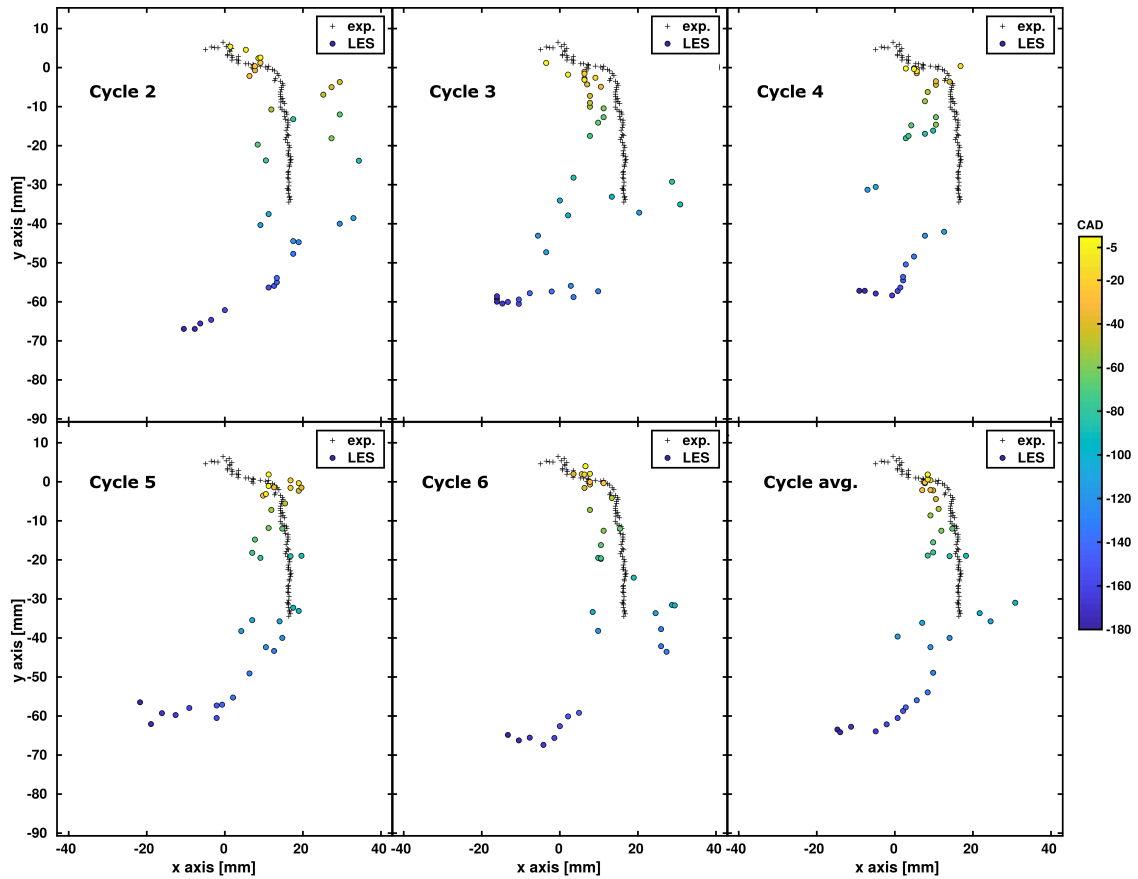 exp.
LES
exp.
LES
exp.
LES
Cycle 2
Cycle 3
Cycle 4
10
0
-10
-20
-30
-40
-50
-60
-70
-80
-90
y axis [mm]
CAD
-5
-20
-40
-60
-80
-100
-120
-140
-160
-180
exp.
LES
exp.
LES
exp.
LES
Cycle 5
Cycle 6
Cycle avg.
10
0
-10
-20
-30
-40
-50
-60
-70
-80
-90
y axis [mm]
-40 -20 0 20 40
-40 -20 0 20 40
-40 -20 0 20 40
x axis [mm]
x axis [mm]
x axis [mm]